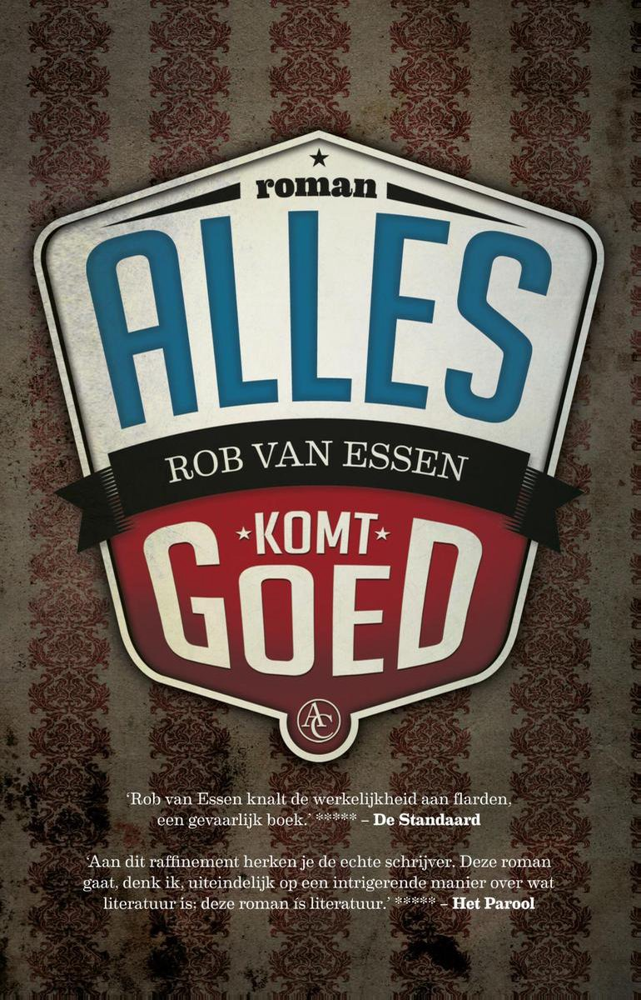 roman
ALLES
ROB VAN ESSEN
KOMT
GOED
AC
‘Rob van Essen knalt de werkelijkheid aan flarden,
een gevaarlijk boek.’ ***** – De Standaard
‘Aan dit raffinement herken je de echte schrijver. Deze roman
gaat, denk ik, uiteindelijk op een intrigerende manier over wat
literatuur is; deze roman ís literatuur.’ ***** – Het Parool